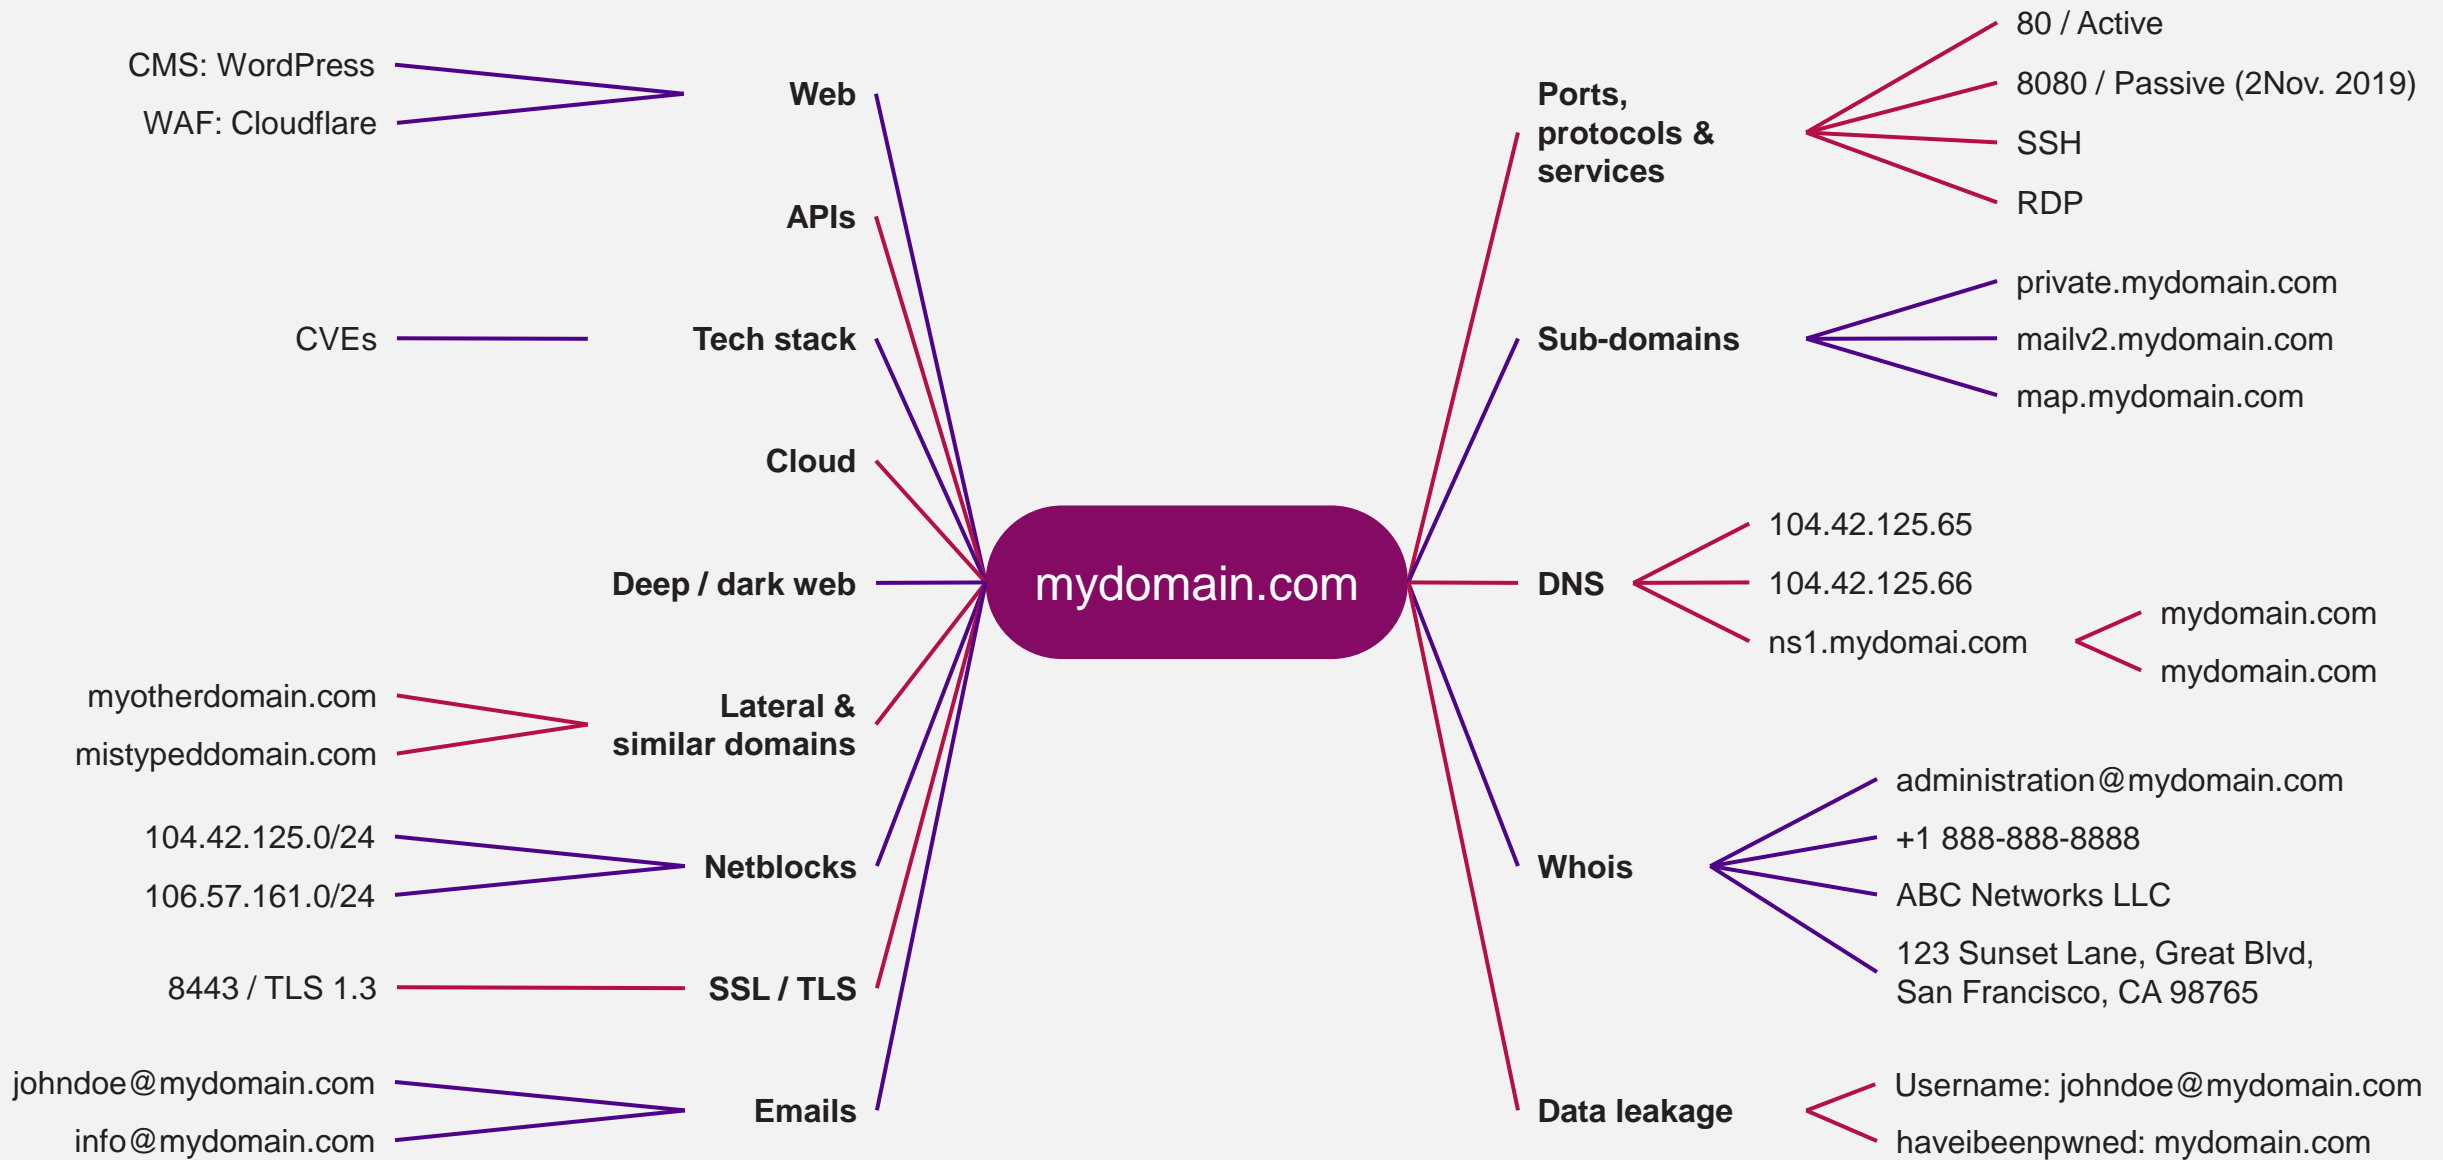 CMS: WordPress
WAF: Cloudflare
Web
APIs
CVEs
Tech stack
Cloud
Deep / dark web
myotherdomain.com
mistypeddomain.com
Lateral &
similar domains
104.42.125.0/24
106.57.161.0/24
Netblocks
8443 / TLS 1.3
SSL / TLS
johndoe@mydomain.com
info@mydomain.com
Emails
mydomain.com
Ports,
protocols &
services
80 / Active
8080 / Passive (2Nov. 2019)
SSH
RDP
Sub-domains
private.mydomain.com
mailv2.mydomain.com
map.mydomain.com
DNS
104.42.125.65
104.42.125.66
ns1.mydomai.com
mydomain.com
mydomain.com
Whois
administration@mydomain.com
+1 888-888-8888
ABC Networks LLC
123 Sunset Lane, Great Blvd,
San Francisco, CA 98765
Data leakage
Username: johndoe@mydomain.com
haveibeenpwned: mydomain.com